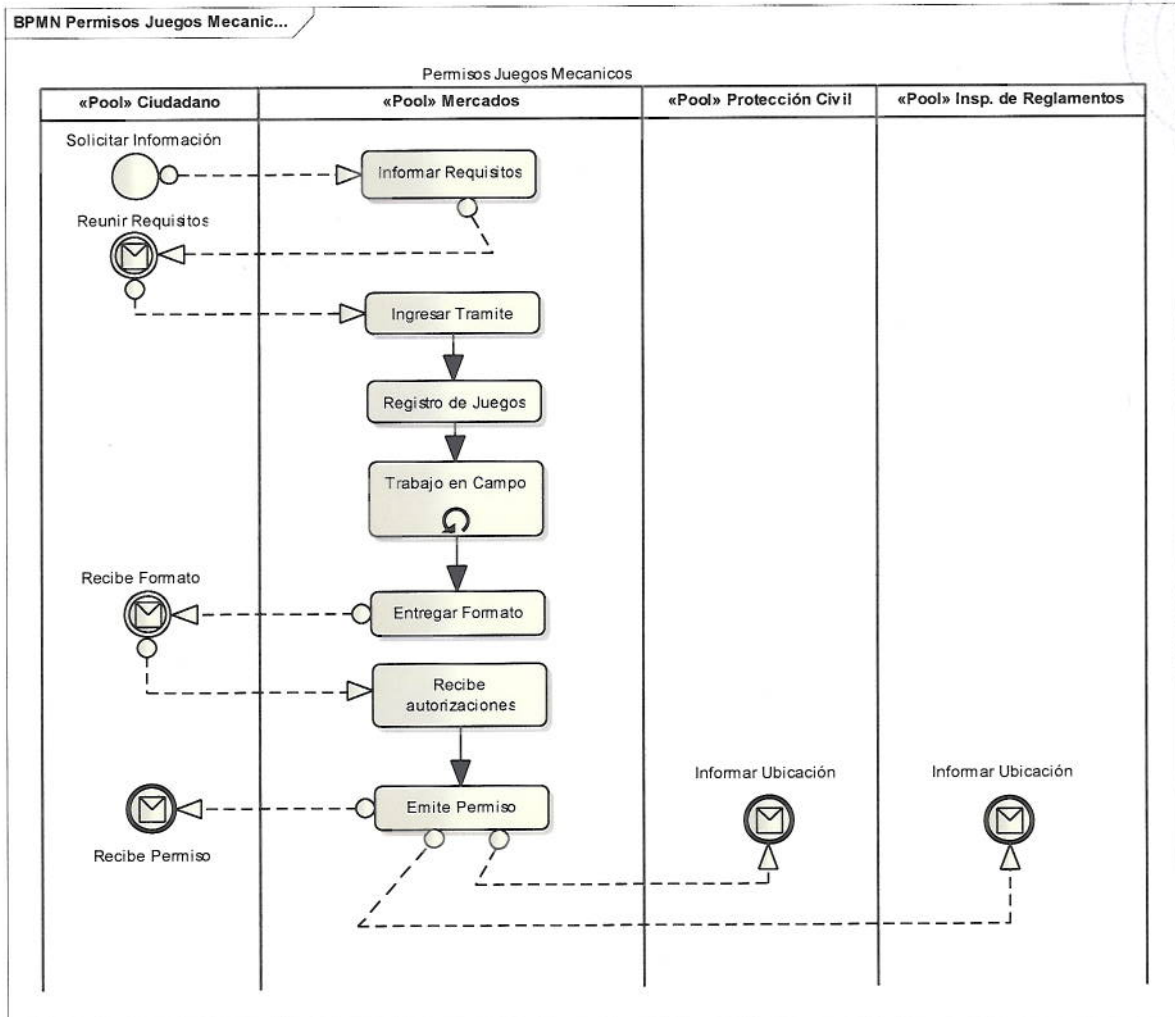 BPMN Permisos Juegos Mecanic...
Permisos Juegos Mecanicos
«Pool» Ciudadano
«Pool» Mercados
«Pool» Protección Civil
«Pool» Insp. de Reglamentos
Solicitar Información
Informar Requisitos
Reunir Requisitos
Ingresar Tramite
Registro de Juegos
Trabajo en Campo
Recibe Formato
Entregar Formato
Recibe
autorizaciones
Informar Ubicación
Informar Ubicación
Emite Permiso
Recibe Permiso